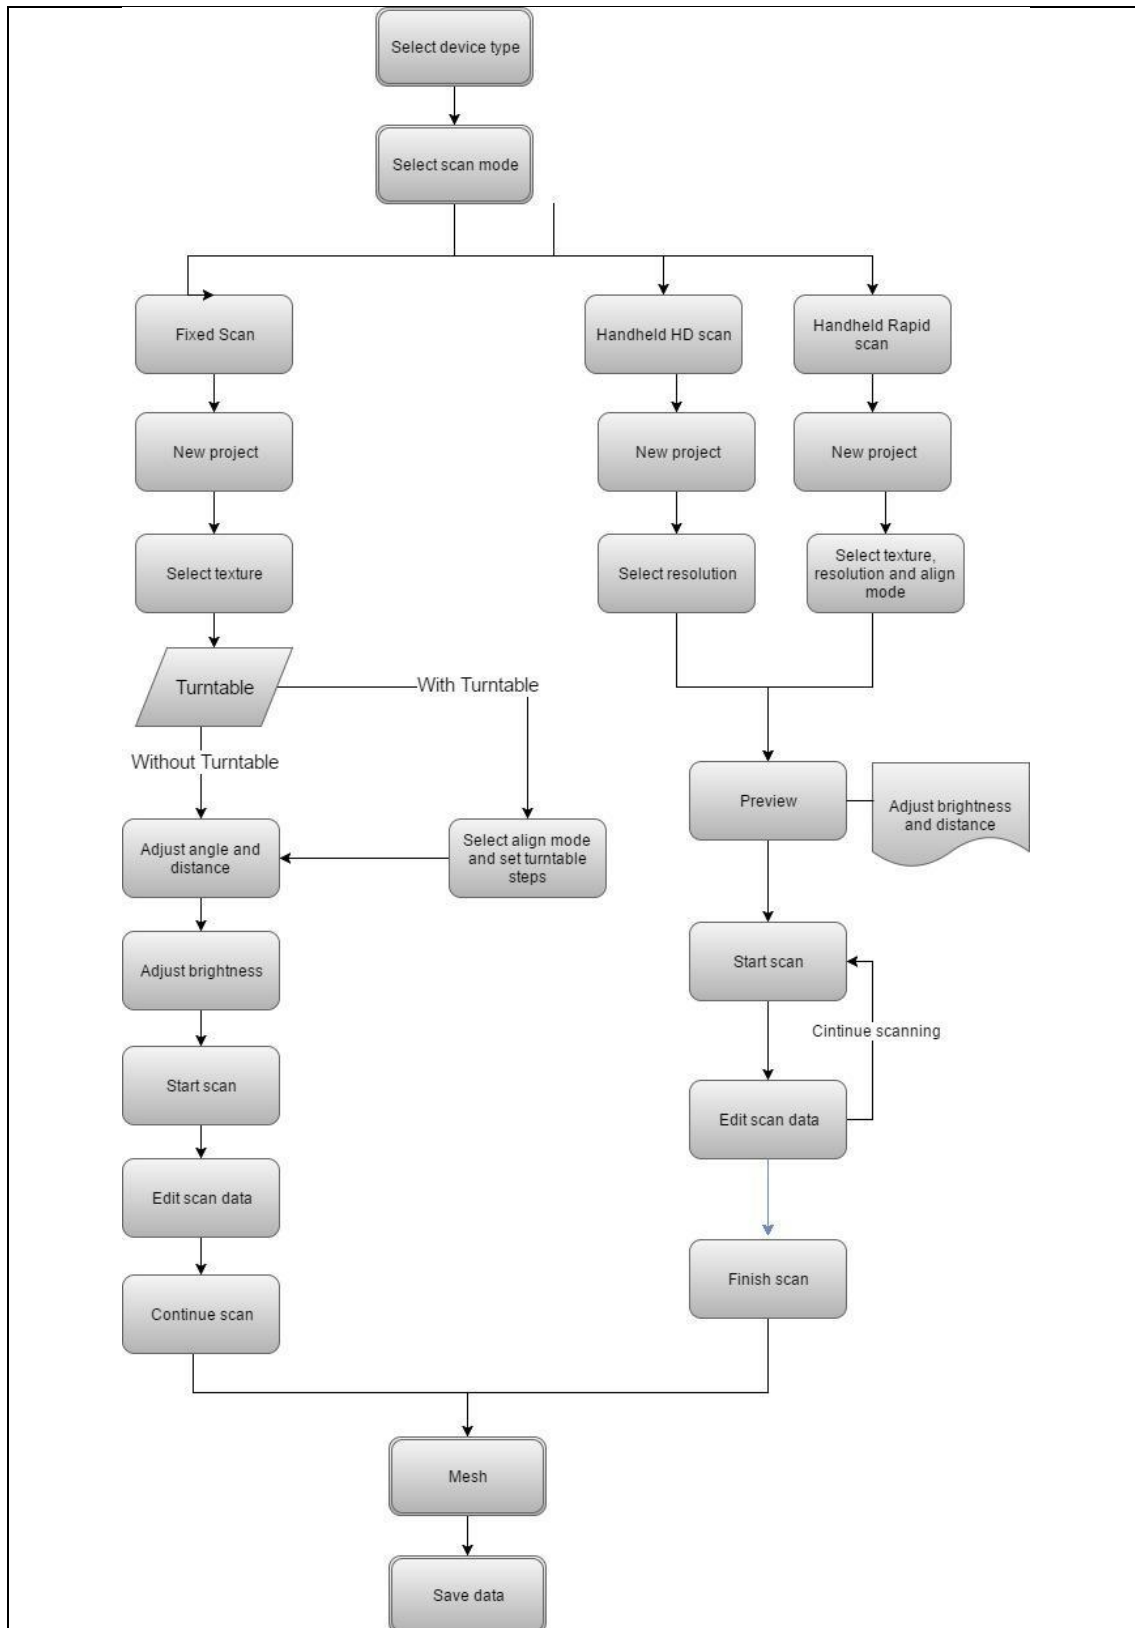 Select device type
Select scan mode
Fixed Scan
Handheld HD scan
Handheld Rapid
scan
New project
New project
New project
Select texture
Select resolution
Select texture,
resolution and align
mode
Turntable
With Turntable
Without Turntable
Preview
Adjust brightness
and distance
Adjust angle and
distance
Select align mode
and set turntable
steps
Adjust brightness
Start scan
Cintinue scanning
Start scan
Edit scan data
Edit scan data
Finish scan
Continue scan
Mesh
Save data